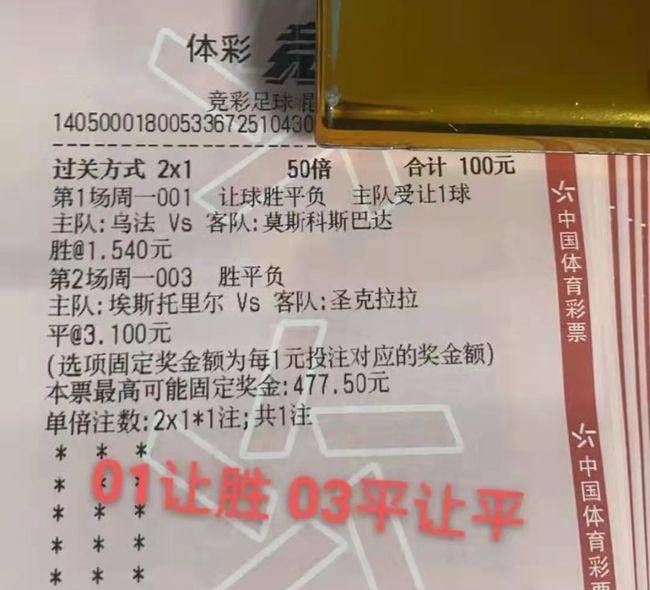 体彩
竞彩足球混
14050001800533672510430
过关方式 2x1 50倍 合计 100元
第1场周一001 让球胜平负 主队受让1球
主队:乌法 Vs 客队:莫斯科斯巴达
胜@1.540元
第2场周一003 胜平负
主队:埃斯托里尔 Vs 客队:圣克拉拉
平@3.100元
(选项固定奖金额为每1元投注对应的奖金额)
本票最高可能固定奖金:477.50元
单倍注数:2x1*1注;共1注
* * *
* * *
* * *
* * *
* * *
01让胜 03平让平
中国体育彩票
中国体育彩票